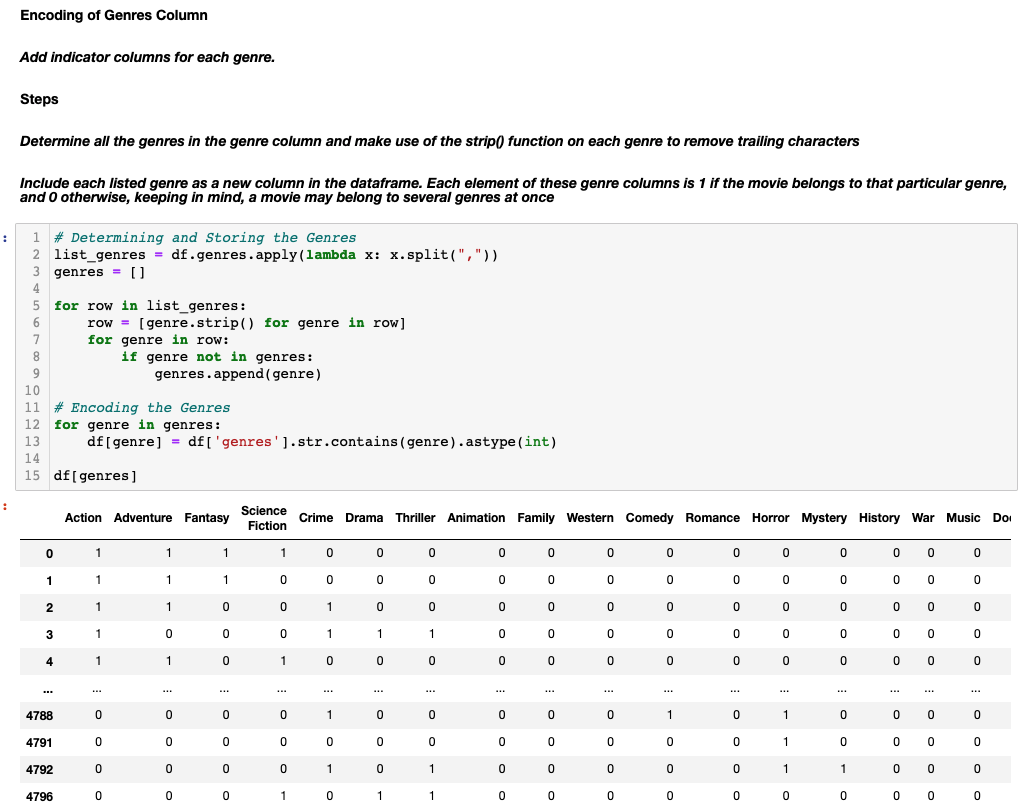 Encoding of Genres Column
Add indicator columns for each genre.
Steps
Determine all the genres in the genre column and make use of the strip() function on each genre to remove trailing characters
Include each listed genre as a new column in the dataframe. Each element of these genre columns is 1 if the movie belongs to that particular genre,
and 0 otherwise, keeping in mind, a movie may belong to several genres at once
:
1 # Determining and Storing the Genres
2 list_genres = df.genres.apply(lambda x: x.split(","))
3 genres = []
4
5 for row in list_genres:
6     row = [genre.strip() for genre in row]
7     for genre in row:
8         if genre not in genres:
9             genres.append(genre)
10
11 # Encoding the Genres
12 for genre in genres:
13     df[genre] = df['genres'].str.contains(genre).astype(int)
14
15 df[genres]
:
Action Adventure Fantasy Science Fiction Crime Drama Thriller Animation Family Western Comedy Romance Horror Mystery History War Music Do
0 1 1 1 1 0 0 0 0 0 0 0 0 0 0 0 0 0
1 1 1 1 0 0 0 0 0 0 0 0 0 0 0 0 0 0
2 1 1 0 0 1 0 0 0 0 0 0 0 0 0 0 0 0
3 1 0 0 0 1 1 1 0 0 0 0 0 0 0 0 0 0
4 1 1 0 1 0 0 0 0 0 0 0 0 0 0 0 0 0
... ... ... ... ... ... ... ... ... ... ... ... ... ... ... ... ... ...
4788 0 0 0 0 1 0 0 0 0 0 1 0 1 0 0 0 0
4791 0 0 0 0 0 0 0 0 0 0 0 0 1 0 0 0 0
4792 0 0 0 0 1 0 1 0 0 0 0 0 1 1 0 0 0
4796 0 0 0 1 0 1 1 0 0 0 0 0 0 0 0 0 0